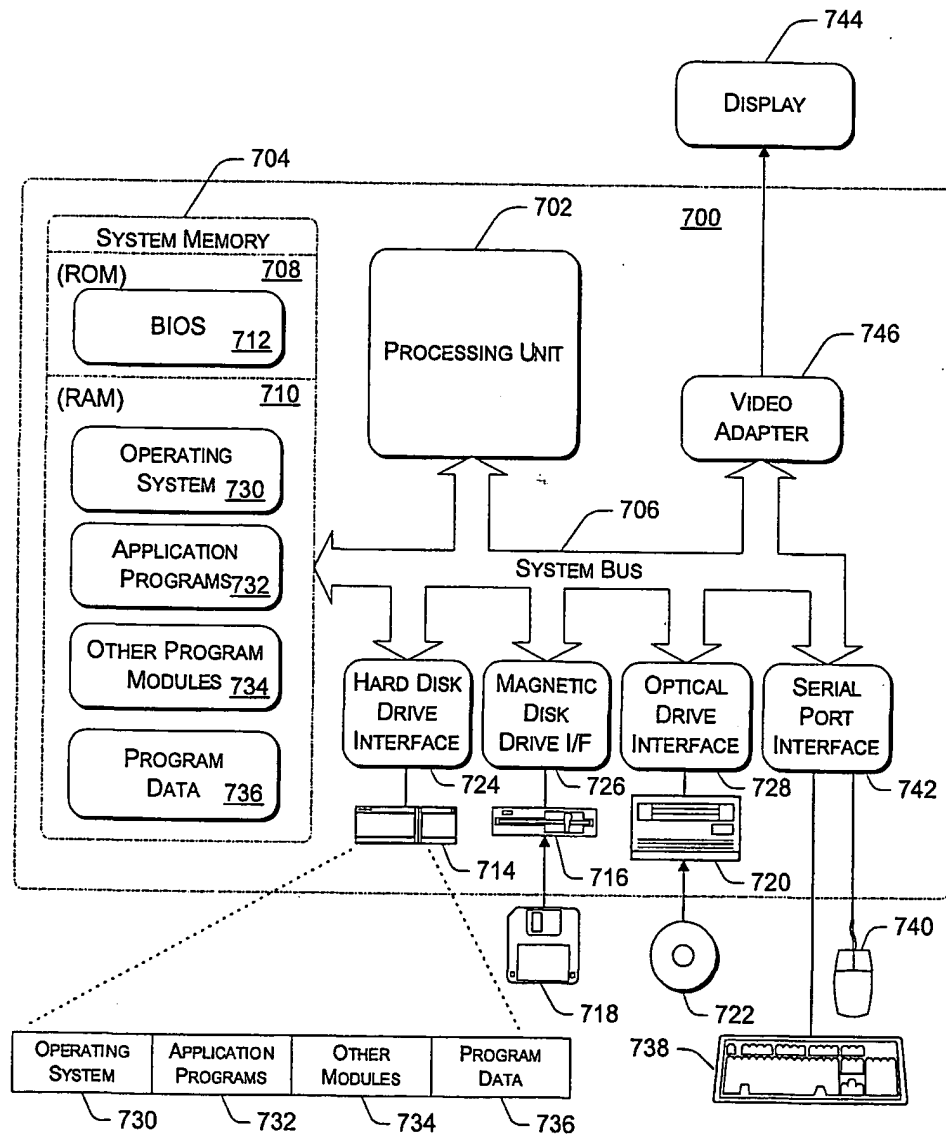 744
DISPLAY
704
702
700
SYSTEM MEMORY
(ROM) 708
BIOS
712
PROCESSING UNIT
746
VIDEO
ADAPTER
(RAM) 710
OPERATING
SYSTEM 730
APPLICATION
PROGRAMS 732
OTHER PROGRAM
MODULES 734
PROGRAM
DATA 736
706
SYSTEM BUS
HARD DISK
DRIVE
INTERFACE
MAGNETIC
DISK
DRIVE I/F
OPTICAL
DRIVE
INTERFACE
SERIAL
PORT
INTERFACE
724
726
728
742
714
716
720
718
722
740
738
OPERATING
SYSTEM
APPLICATION
PROGRAMS
OTHER
MODULES
PROGRAM
DATA
730
732
734
736